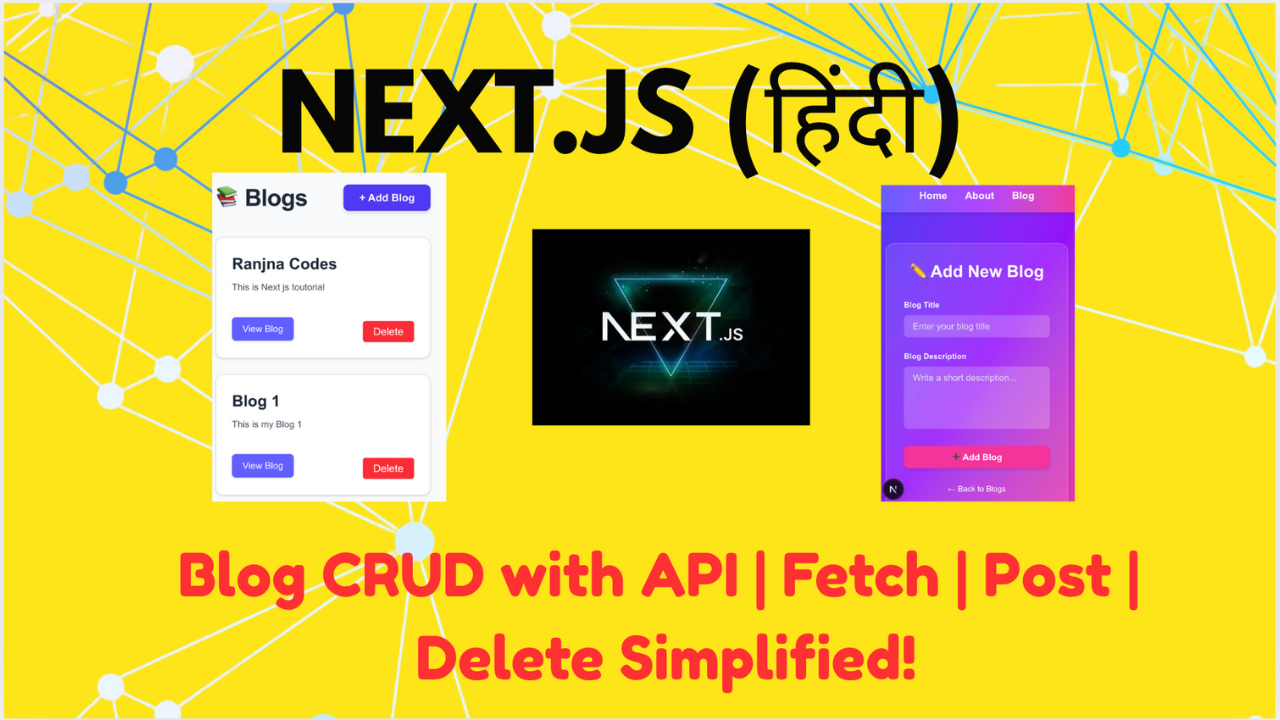 NEXT.JS (हिंदी)
📚 Blogs
+ Add Blog
Ranjna Codes
This is Next js toutorial
View Blog
Delete
Blog 1
This is my Blog 1
View Blog
Delete
NEXT.JS
Home About Blog
✏️ Add New Blog
Blog Title
Enter your blog title
Blog Description
Write a short description...
+ Add Blog
← Back to Blogs
N
Blog CRUD with API | Fetch | Post |
Delete Simplified!